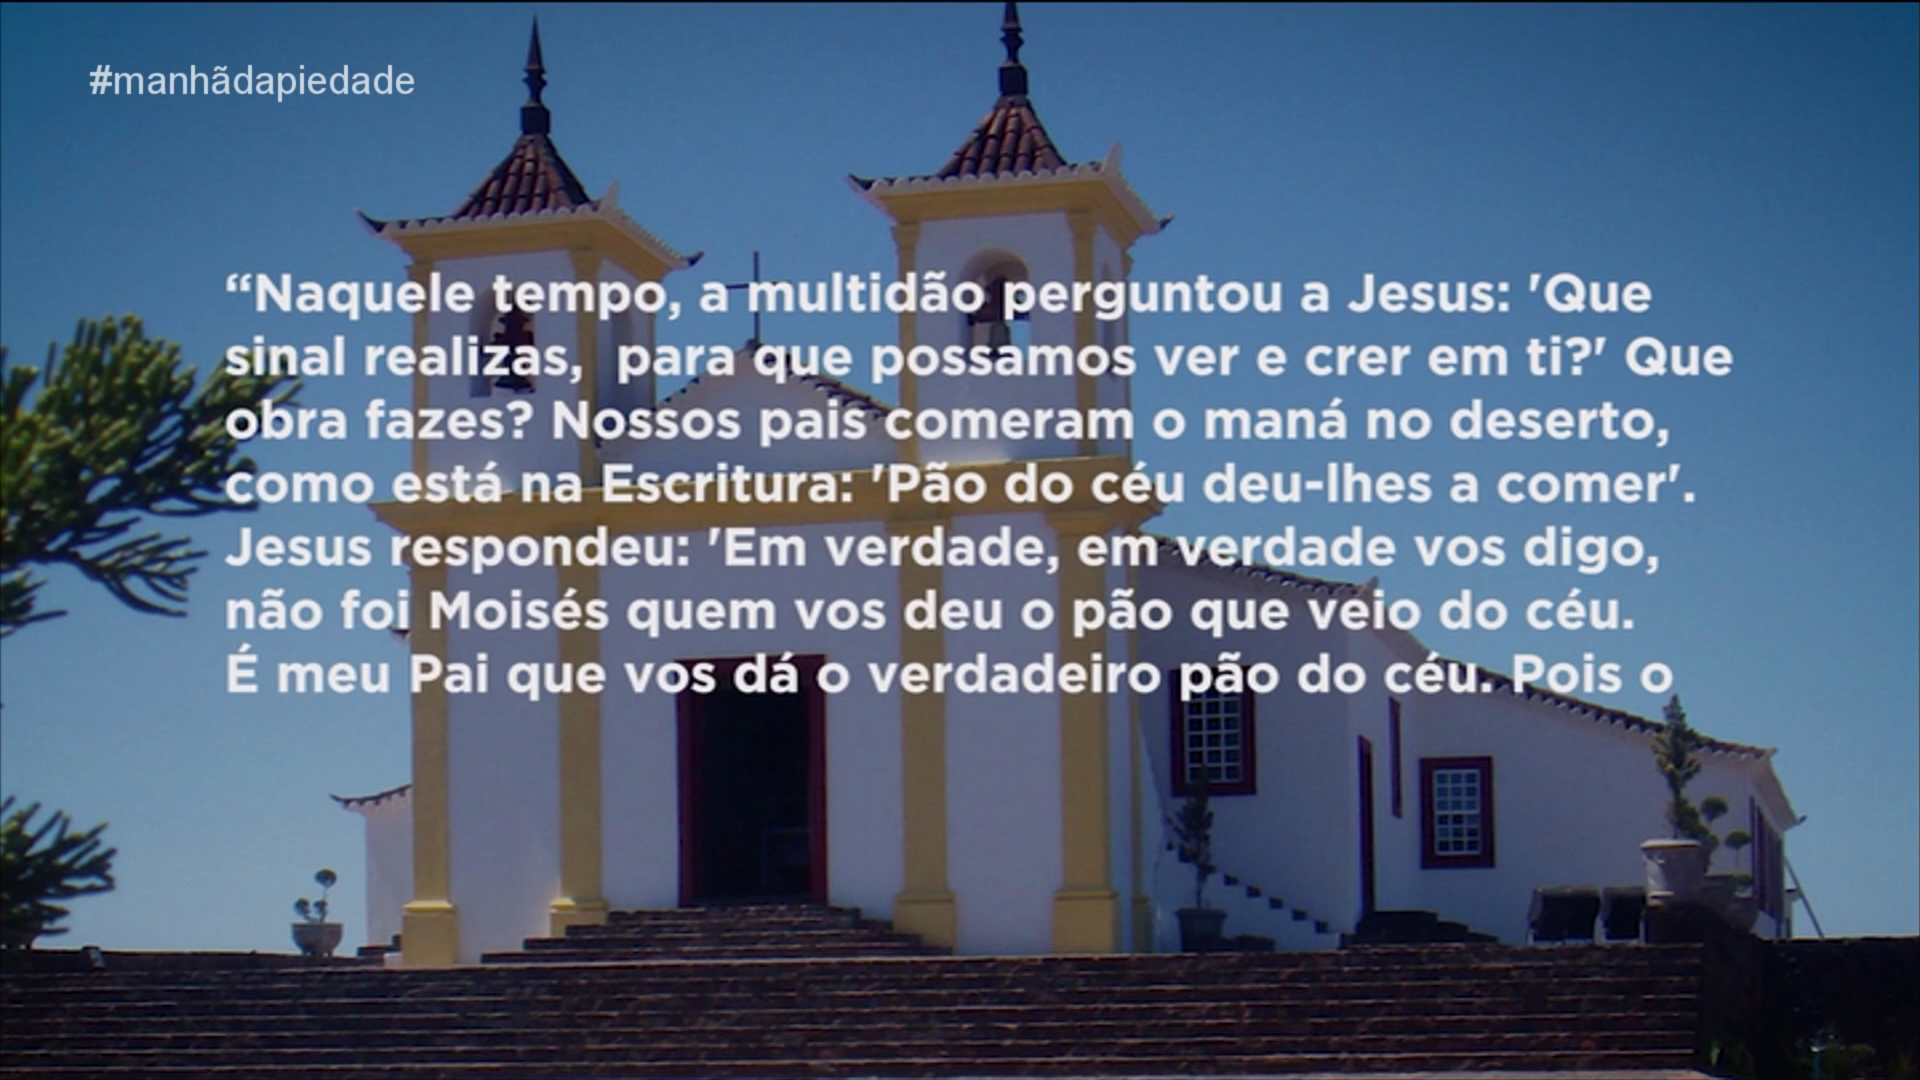 #manhãdapiedade
“Naquele tempo, a multidão perguntou a Jesus: 'Que
sinal realizas, para que possamos ver e crer em ti?' Que
obra fazes? Nossos pais comeram o maná no deserto,
como está na Escritura: 'Pão do céu deu-lhes a comer'.
Jesus respondeu: 'Em verdade, em verdade vos digo,
não foi Moisés quem vos deu o pão que veio do céu.
É meu Pai que vos dá o verdadeiro pão do céu. Pois o